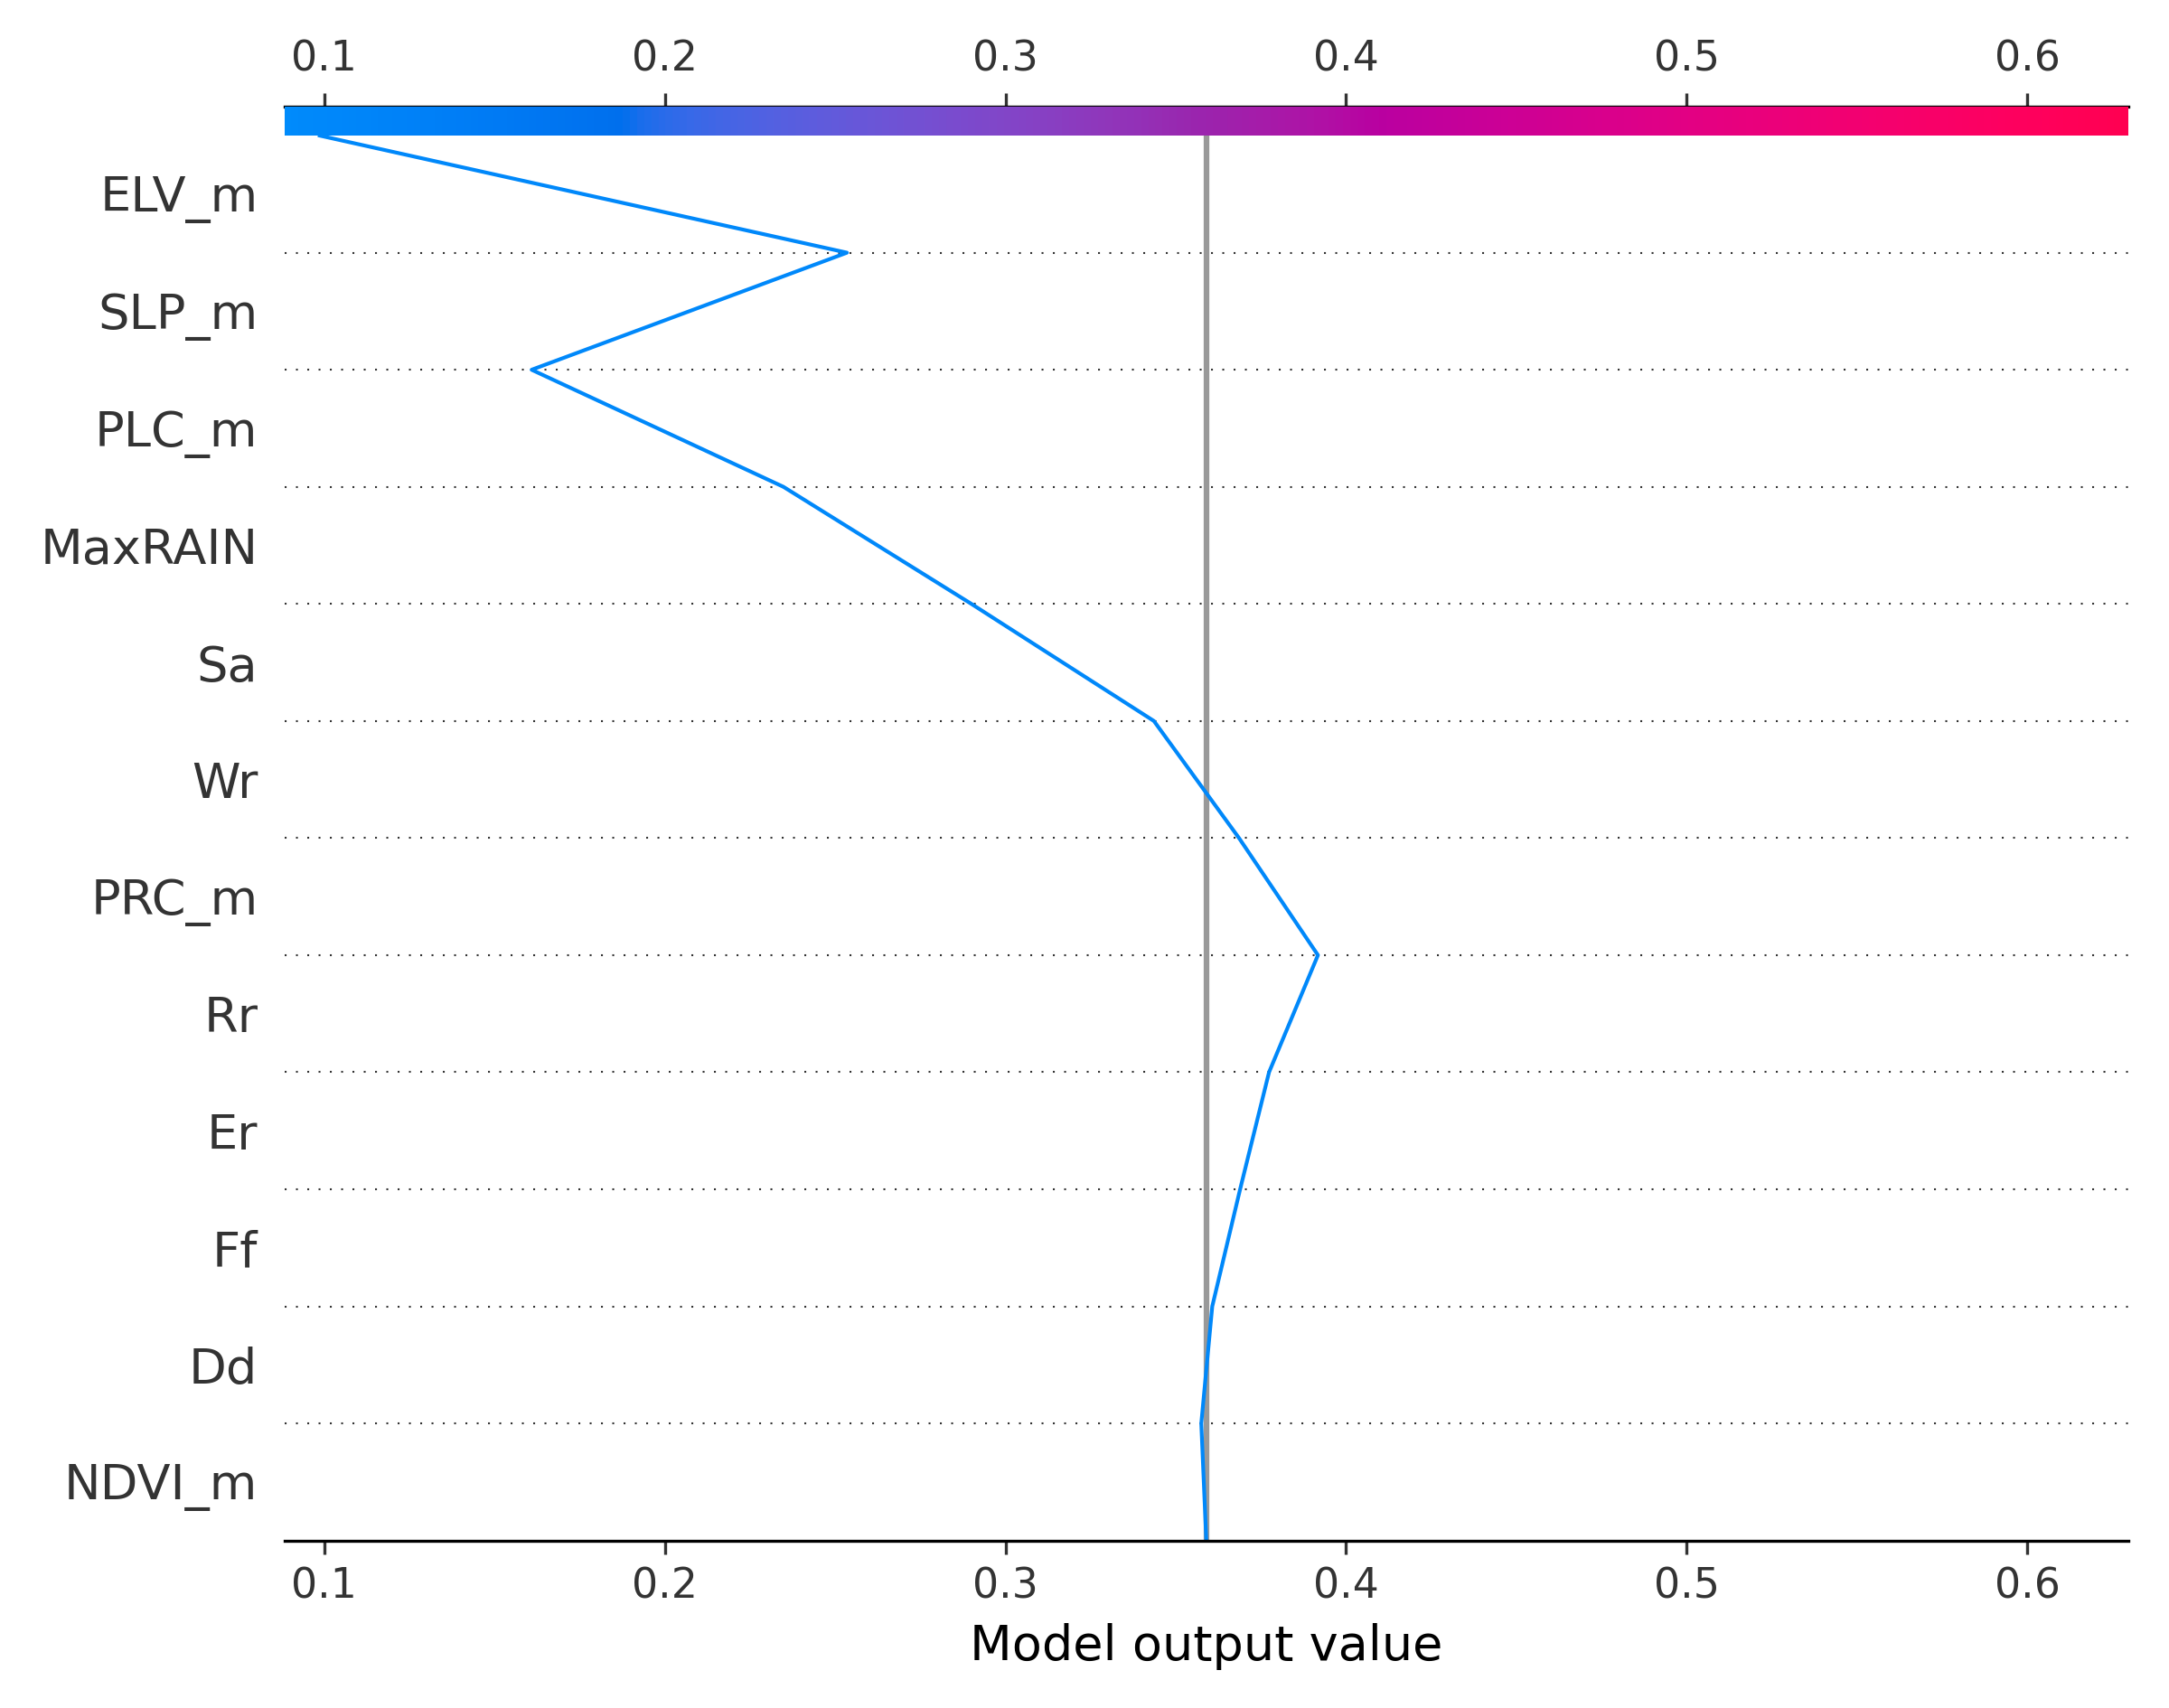 0.1 0.2 0.3 0.4 0.5 0.6
ELV_m
SLP_m
PLC_m
MaxRAIN
Sa
Wr
PRC_m
Rr
Er
Ff
Dd
NDVI_m
0.1 0.2 0.3 0.4 0.5 0.6
Model output value